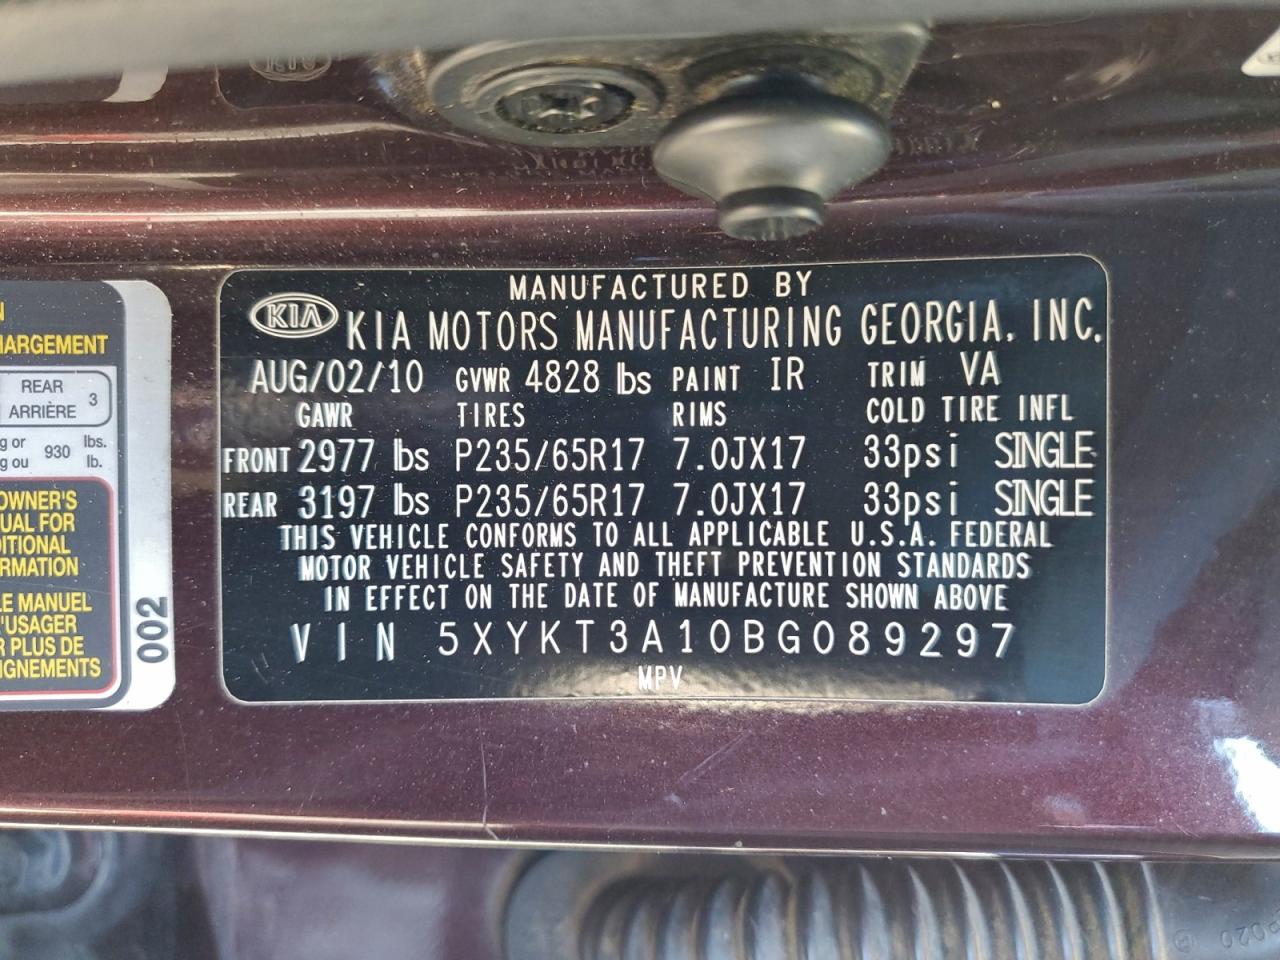 MANUFACTURED BY
KIA KIA MOTORS MANUFACTURING GEORGIA, INC.
AUG/02/10 GVWR 4828 lbs PAINT IR TRIM VA
GAWR TIRES RIMS COLD TIRE INFL
FRONT 2977 lbs P235/65R17 7.0JX17 33psi SINGLE
REAR 3197 lbs P235/65R17 7.0JX17 33psi SINGLE
THIS VEHICLE CONFORMS TO ALL APPLICABLE U.S.A. FEDERAL
MOTOR VEHICLE SAFETY AND THEFT PREVENTION STANDARDS
IN EFFECT ON THE DATE OF MANUFACTURE SHOWN ABOVE
VIN 5XYKT3A10BG089297
MPV
N
HARGEMENT
REAR
ARRIÈRE 3
g or 930 lbs.
g ou lb.
OWNER'S
UAL FOR
DITIONAL
RMATION
LE MANUEL
L'USAGER
R PLUS DE
IGNEMENTS
002
P020